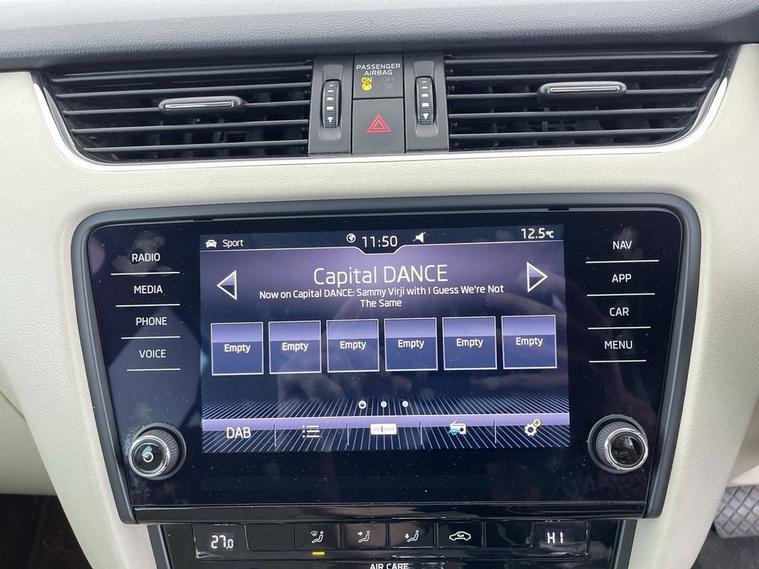 PASSENGER
AIRBAG
ON OFF
RADIO
MEDIA
PHONE
VOICE
Sport 11:50 12.5°C
Capital DANCE
Now on Capital DANCE: Sammy Virji with I Guess We're Not
The Same
Empty Empty Empty Empty Empty Empty
DAB
NAV
APP
CAR
MENU
27.0 HI
AIR CARE